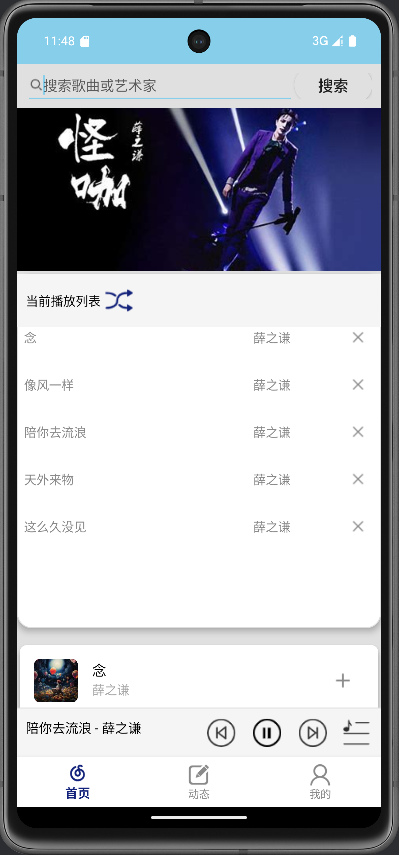 11:48
3G
搜索歌曲或艺术家
搜索
怪咖
薛之谦
当前播放列表
念 薛之谦
像风一样 薛之谦
陪你去流浪 薛之谦
天外来物 薛之谦
这么久没见 薛之谦
念
薛之谦
陪你去流浪 - 薛之谦
首页 动态 我的